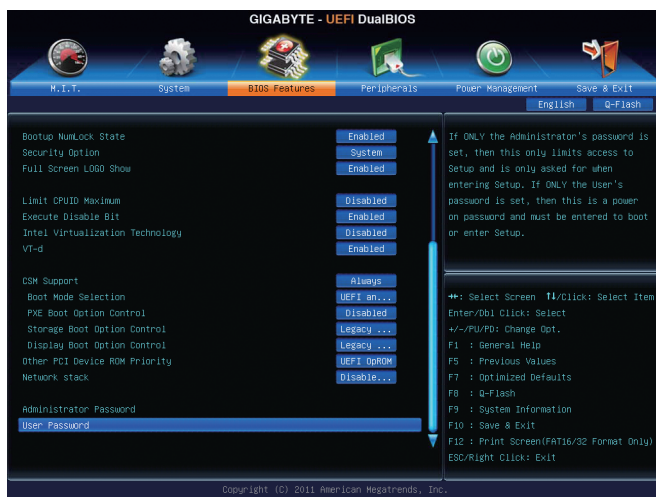 GIGABYTE - UEFI DualBIOS
M.I.T. System BIOS Features Peripherals Power Management Save & Exit
English Q-Flash
Bootup NumLock State Enabled
Security Option System
Full Screen LOGO Show Enabled
Limit CPUID Maximum Disabled
Execute Disable Bit Enabled
Intel Virtualization Technology Disabled
VT-d Enabled
CSM Support Always
Boot Mode Selection UEFI an...
PXE Boot Option Control Disabled
Storage Boot Option Control Legacy ...
Display Boot Option Control Legacy ...
Other PCI Device ROM Priority UEFI OpROM
Network stack Disable...
Administrator Password
User Password
If ONLY the Administrator's password is
set, then this only limits access to
Setup and is only asked for when
entering Setup. If ONLY the User's
password is set, then this is a power
on password and must be entered to boot
or enter Setup.
→←: Select Screen ↑↓/Click: Select Item
Enter/Dbl Click: Select
+/-/PU/PD: Change Opt.
F1 : General Help
F5 : Previous Values
F7 : Optimized Defaults
F8 : Q-Flash
F9 : System Information
F10 : Save & Exit
F12 : Print Screen(FAT16/32 Format Only)
ESC/Right Click: Exit
Copyright (C) 2011 American Megatrends, Inc.